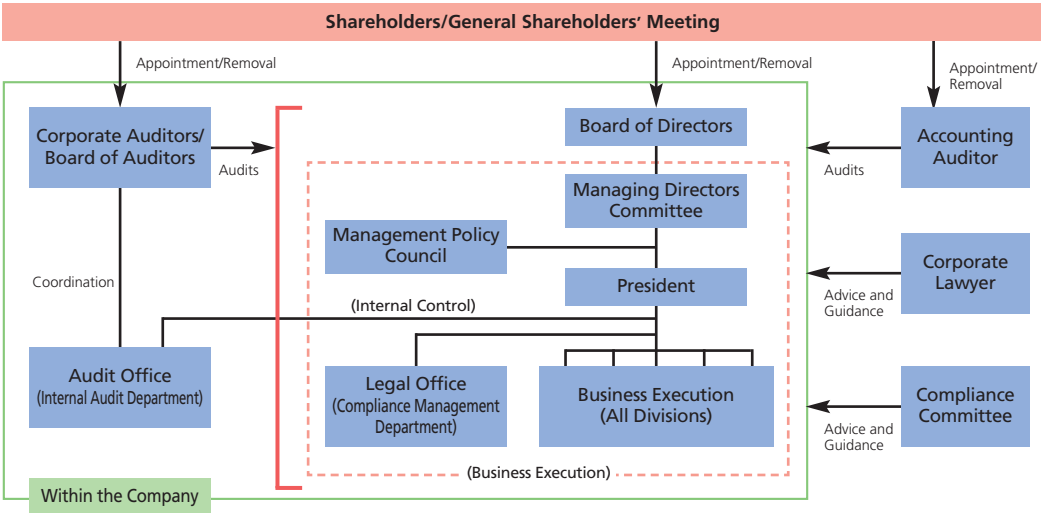 Shareholders/General Shareholders' Meeting
Appointment/Removal
Appointment/Removal
Appointment/
Removal
Corporate Auditors/
Board of Auditors
Audits
Board of Directors
Accounting
Auditor
Audits
Managing Directors
Committee
Management Policy
Council
Corporate
Lawyer
Advice and
Guidance
Coordination
President
(Internal Control)
Audit Office
(Internal Audit Department)
Legal Office
(Compliance Management
Department)
Business Execution
(All Divisions)
Compliance
Committee
Advice and
Guidance
(Business Execution)
Within the Company